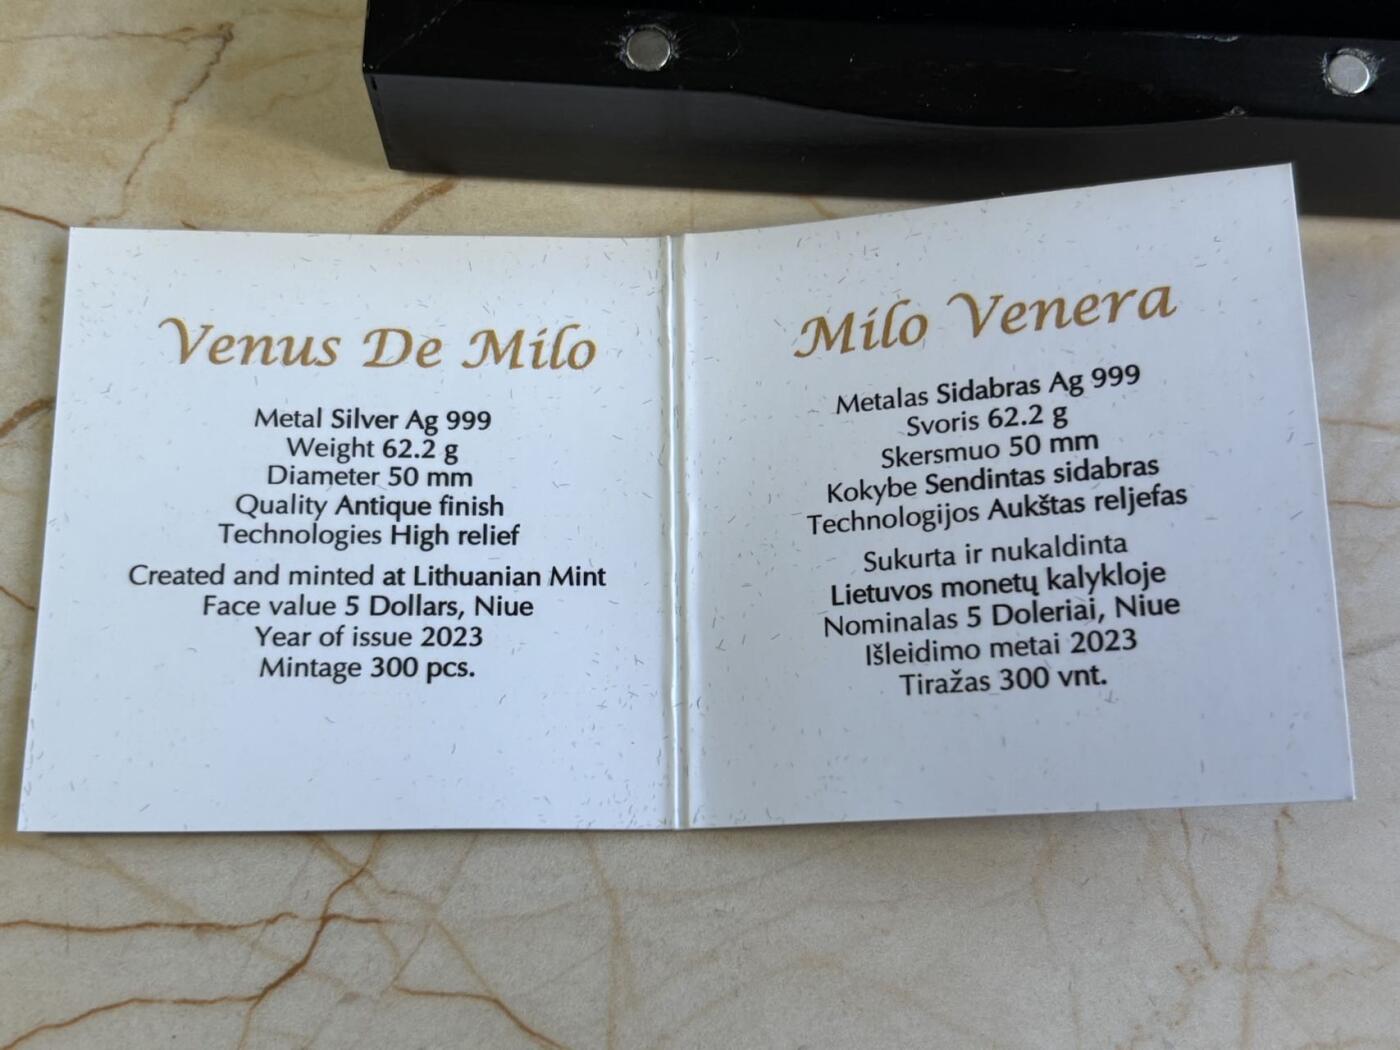 Venus De Milo
Metal Silver Ag 999
Weight 62.2 g
Diameter 50 mm
Quality Antique finish
Technologies High relief
Created and minted at Lithuanian Mint
Face value 5 Dollars, Niue
Year of issue 2023
Mintage 300 pcs.
Milo Venera
Metalas Sidabras Ag 999
Svoris 62.2 g
Skersmuo 50 mm
Kokybe Sendintas sidabras
Technologijos Aukštas reljefas
Sukurta ir nukaldinta
Lietuvos monetų kalykloje
Nominalas 5 Doleriai, Niue
Išleidimo metai 2023
Tiražas 300 vnt.